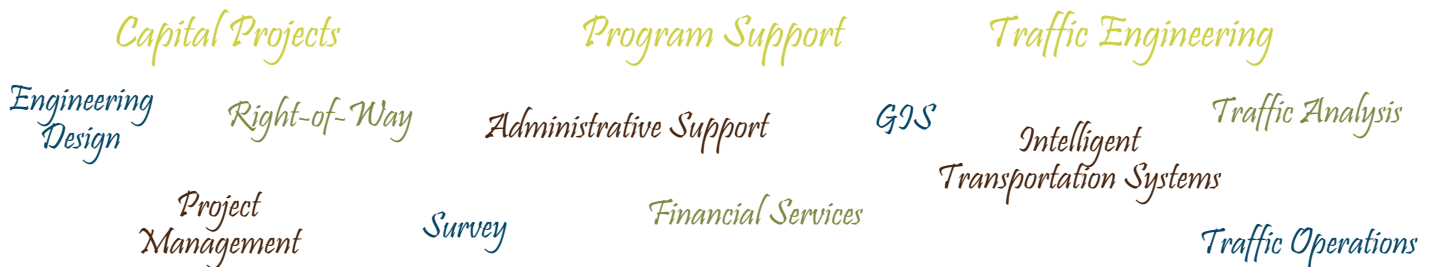 Capital Projects
Program Support
Traffic Engineering
Engineering
Design
Right-of-Way
Administrative Support
GIS
Intelligent
Transportation Systems
Traffic Analysis
Project
Management
Survey
Financial Services
Traffic Operations